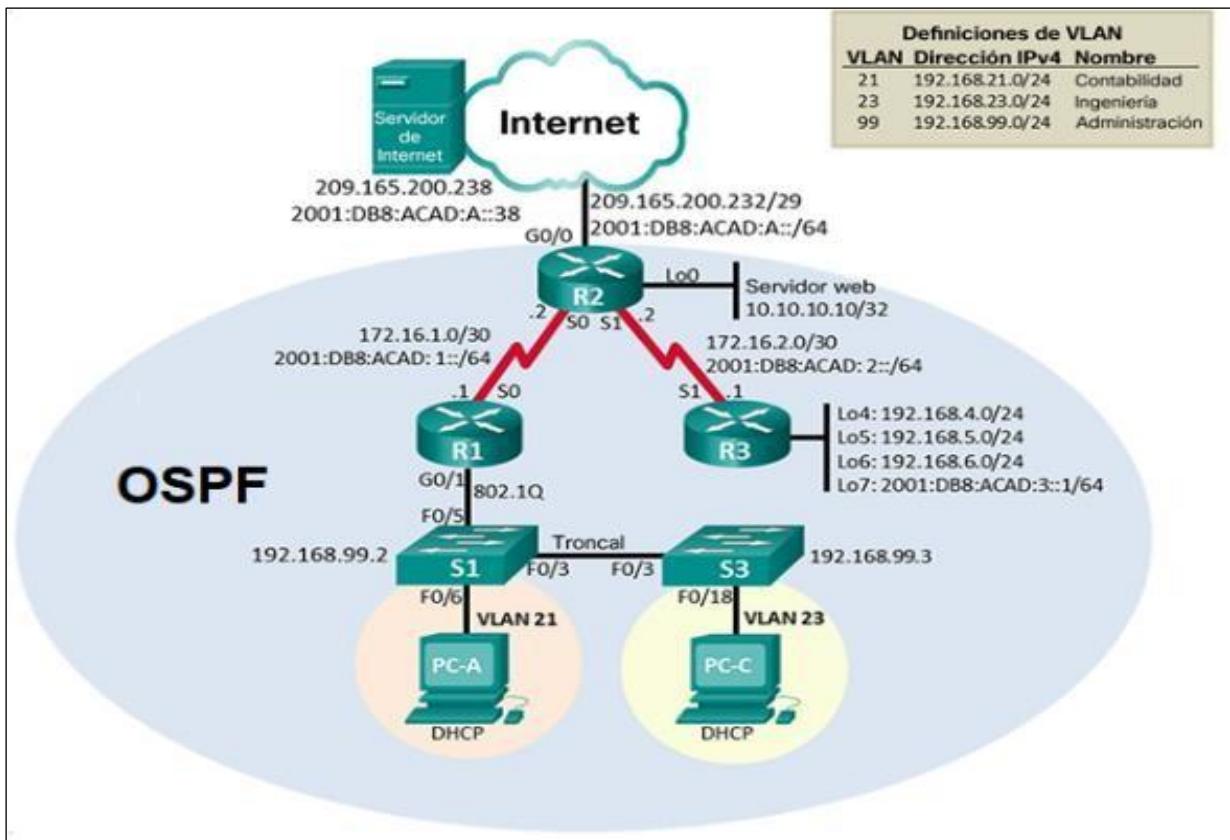 Definiciones de VLAN
VLAN Dirección IPv4 Nombre
21 192.168.21.0/24 Contabilidad
23 192.168.23.0/24 Ingeniería
99 192.168.99.0/24 Administración
Servidor
de
Internet
Internet
209.165.200.238
2001:DB8:ACAD:A::38
209.165.200.232/29
2001:DB8:ACAD:A::/64
G0/0
R2
Lo0
Servidor web
10.10.10.10/32
.2 S0 S1 .2
172.16.1.0/30
2001:DB8:ACAD: 1::/64
172.16.2.0/30
2001:DB8:ACAD: 2::/64
.1 S0
S1 .1
R1
R3
Lo4: 192.168.4.0/24
Lo5: 192.168.5.0/24
Lo6: 192.168.6.0/24
Lo7: 2001:DB8:ACAD:3::1/64
OSPF
G0/1
802.1Q
F0/5
192.168.99.2
S1
Troncal
F0/3 F0/3
S3
192.168.99.3
F0/6
VLAN 21
F0/18
VLAN 23
PC-A
PC-C
DHCP
DHCP